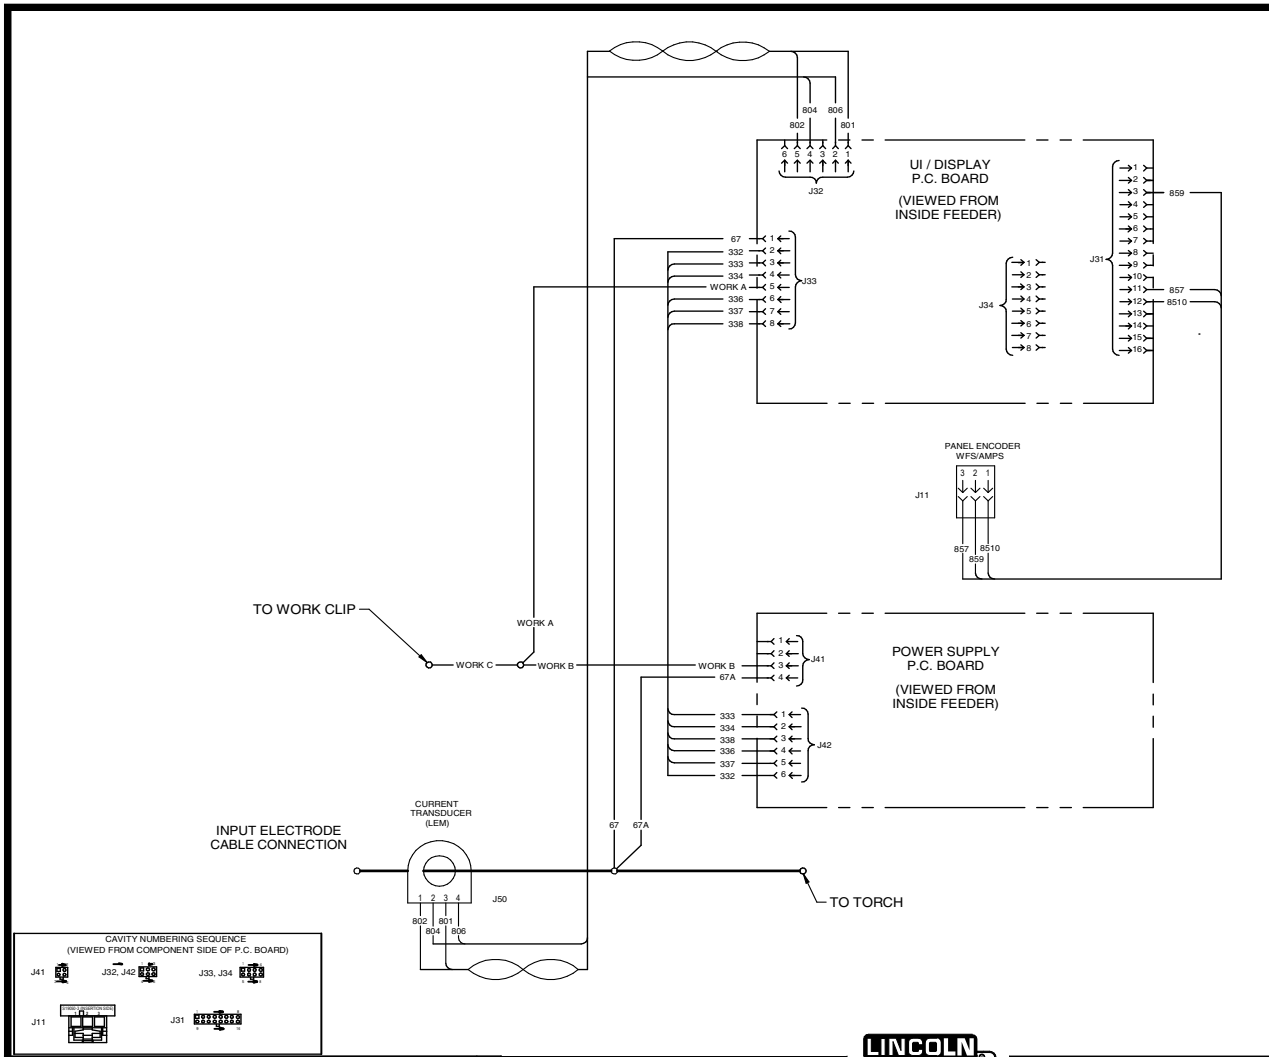 804
806
802
801
6 5 4 3 2 1
J32
UI / DISPLAY
P.C. BOARD
(VIEWED FROM
INSIDE FEEDER)
1
2
3
859
4
5
6
7
8
9
10
11
857
12
8510
13
14
15
16
J31
67
1
332
2
333
3
334
4
WORK A
5
336
6
337
7
338
8
J33
1
2
3
4
5
6
7
8
J34
PANEL ENCODER
WFS/AMPS
3 2 1
J11
857
859
8510
TO WORK CLIP
WORK A
WORK C
WORK B
WORK B
67A
1
2
3
4
J41
POWER SUPPLY
P.C. BOARD
(VIEWED FROM
INSIDE FEEDER)
333
1
334
2
338
3
336
4
337
5
332
6
J42
CURRENT
TRANSDUCER
(LEM)
67
67A
INPUT ELECTRODE
CABLE CONNECTION
1 2 3 4
J50
TO TORCH
802
804
801
806
CAVITY NUMBERING SEQUENCE
(VIEWED FROM COMPONENT SIDE OF P.C. BOARD)
J41
J32, J42
J33, J34
J11
J31
LINCOLN